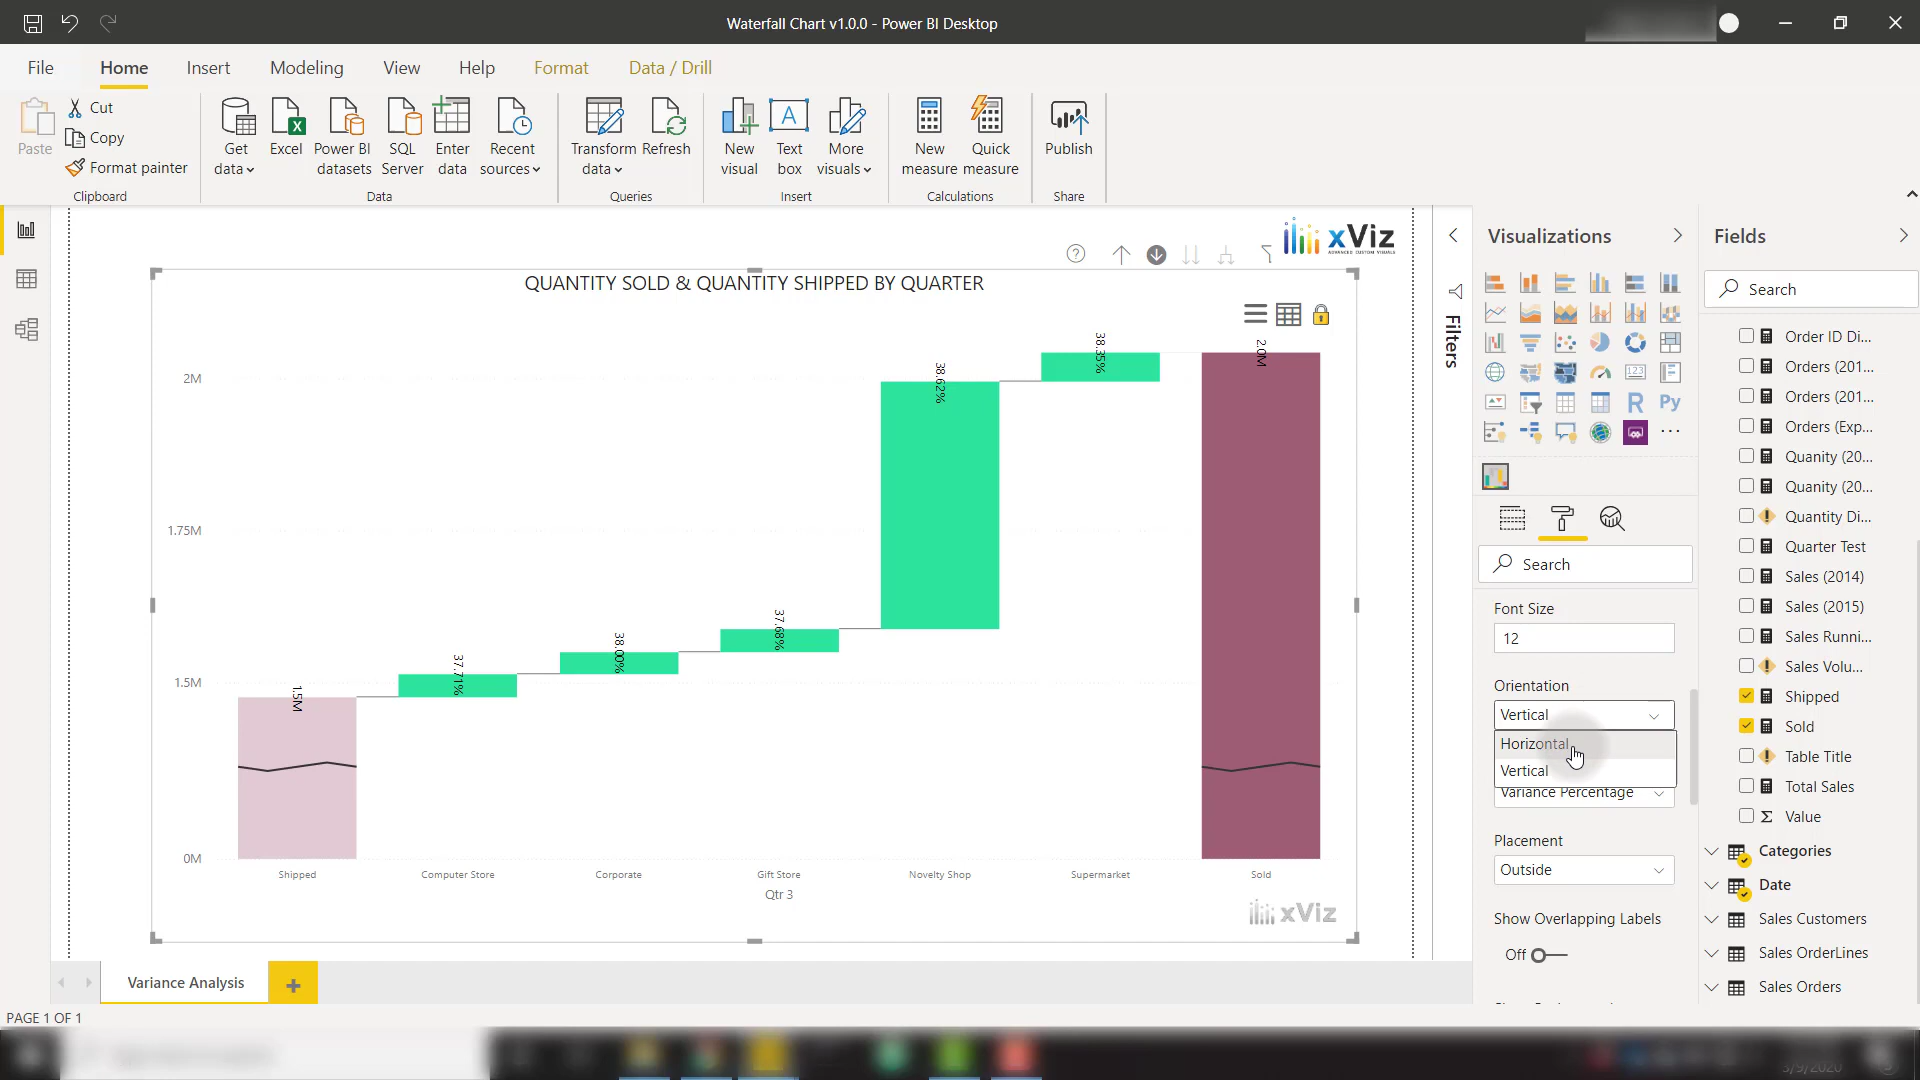 Waterfall Chart v1.0.0 - Power BI Desktop
File Home Insert Modeling View Help Format Data / Drill
Paste
Cut
Copy
Format painter
Clipboard
Get data
Excel
Power BI datasets
SQL Server
Enter data
Recent sources
Data
Transform data
Refresh
Queries
New visual
Text box
More visuals
Insert
New measure
Quick measure
Calculations
Publish
Share
xViz
ADVANCED CUSTOM VISUALS
QUANTITY SOLD & QUANTITY SHIPPED BY QUARTER
2M
1.75M
1.5M
0M
1.5M
37.71%
38.00%
37.68%
38.62%
38.35%
2.0M
Shipped
Computer Store
Corporate
Gift Store
Novelty Shop
Supermarket
Sold
Qtr 3
xViz
Variance Analysis
PAGE 1 OF 1
Filters
Visualizations
123
R
Py
Search
Font Size
12
Orientation
Vertical
Horizontal
Vertical
Variance Percentage
Placement
Outside
Show Overlapping Labels
Off
Fields
Search
Order ID Di...
Orders (201...
Orders (201...
Orders (Exp...
Quanity (20...
Quanity (20...
Quantity Di...
Quarter Test
Sales (2014)
Sales (2015)
Sales Runni...
Sales Volu...
Shipped
Sold
Table Title
Total Sales
Value
Categories
Date
Sales Customers
Sales OrderLines
Sales Orders
3/9/2020